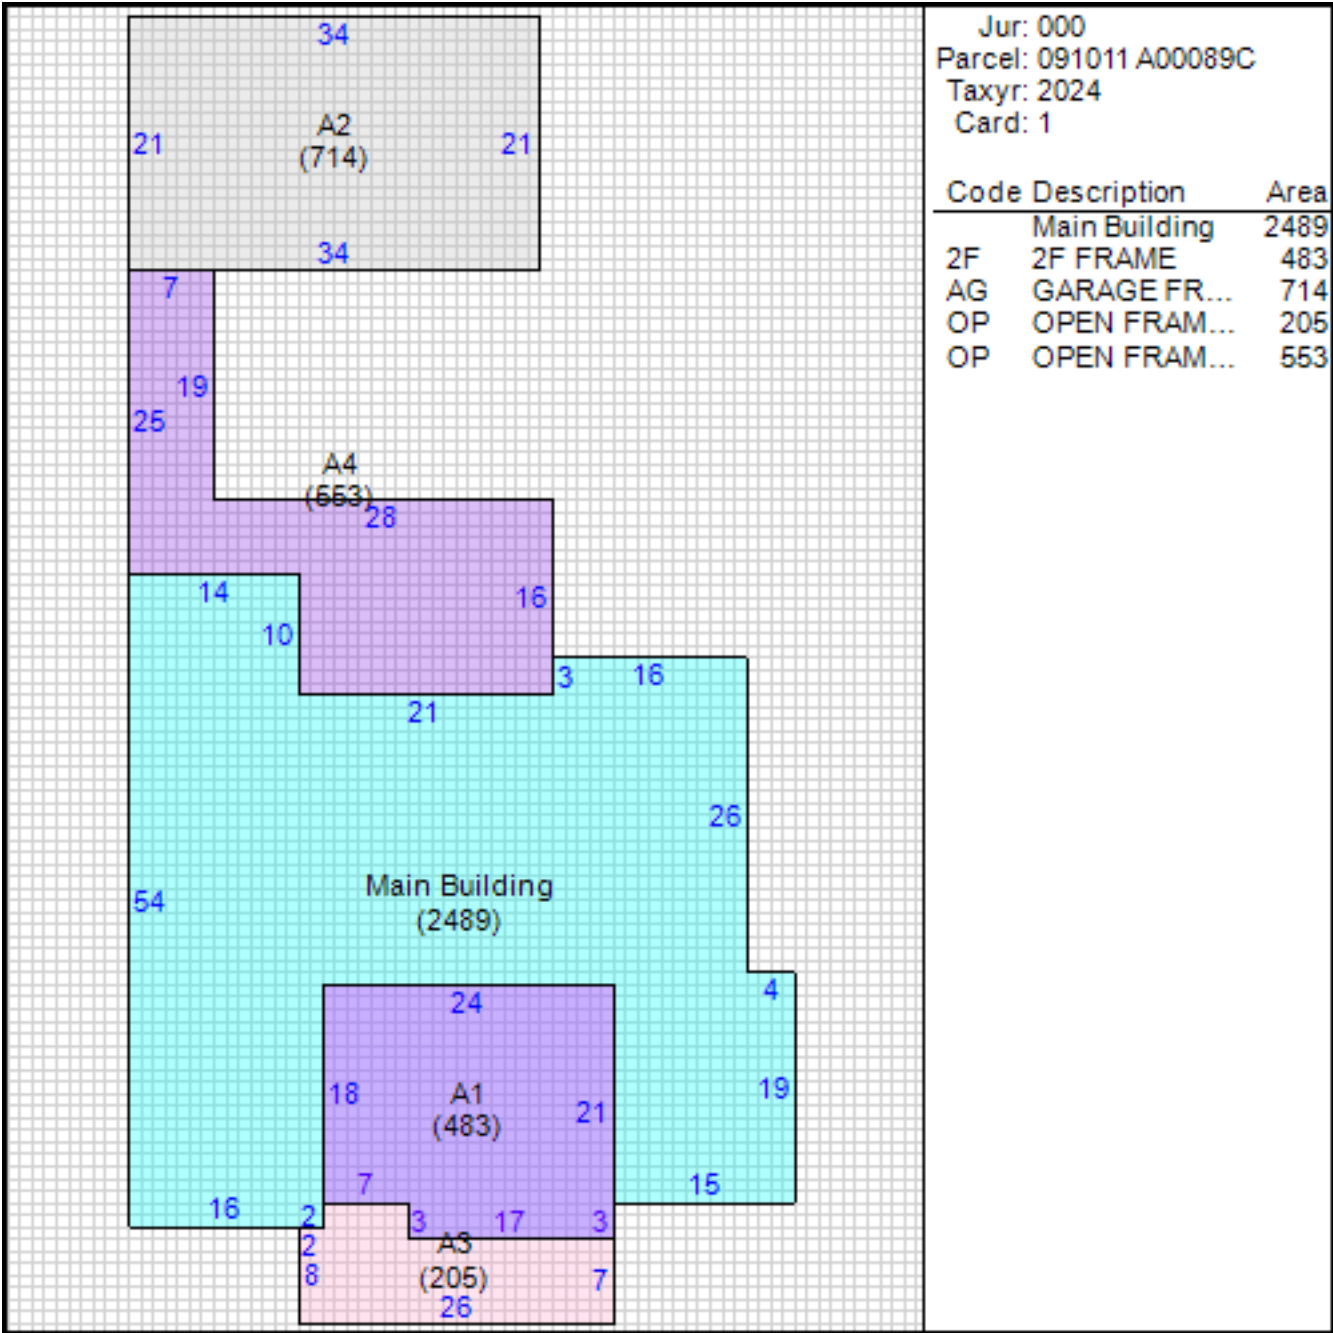 34
A2
21
21
(714)
34
7
19
25
A4
(553)
28
14
16
10
3
16
21
26
54
Main Building
(2489)
4
24
18
A1
21
19
(483)
7
15
16
2
3
17
3
2
A3
8
(205)
7
26
Jur: 000
Parcel: 091011 A00089C
Taxyr: 2024
Card: 1
Code Description Area
Main Building 2489
2F 2F FRAME 483
AG GARAGE FR... 714
OP OPEN FRAM... 205
OP OPEN FRAM... 553